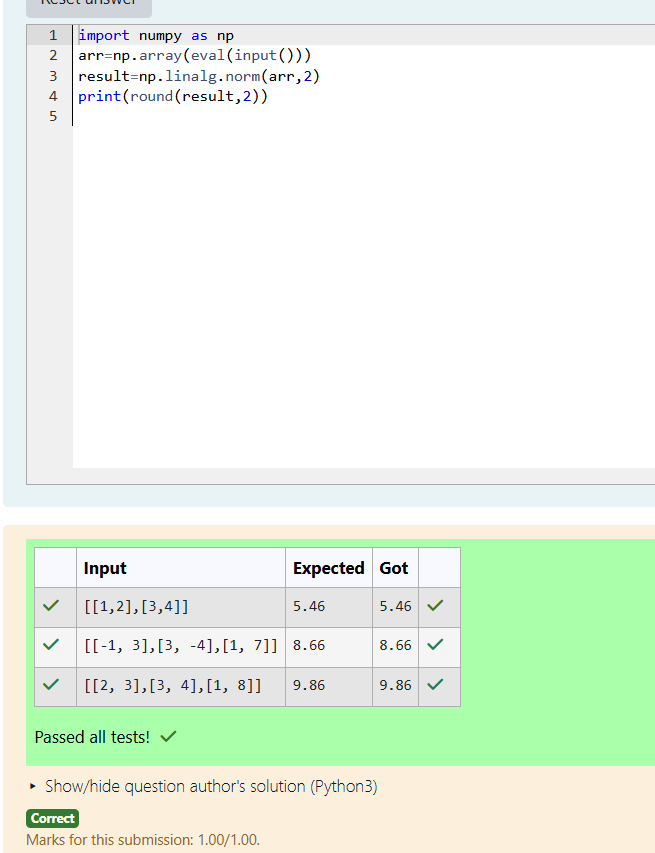 Reset answer
1 import numpy as np
2 arr=np.array(eval(input()))
3 result=np.linalg.norm(arr,2)
4 print(round(result,2))
5
Input Expected Got
[[1,2],[3,4]] 5.46 5.46
[[-1, 3],[3, -4],[1, 7]] 8.66 8.66
[[2, 3],[3, 4],[1, 8]] 9.86 9.86
Passed all tests!
Show/hide question author's solution (Python3)
Correct
Marks for this submission: 1.00/1.00.